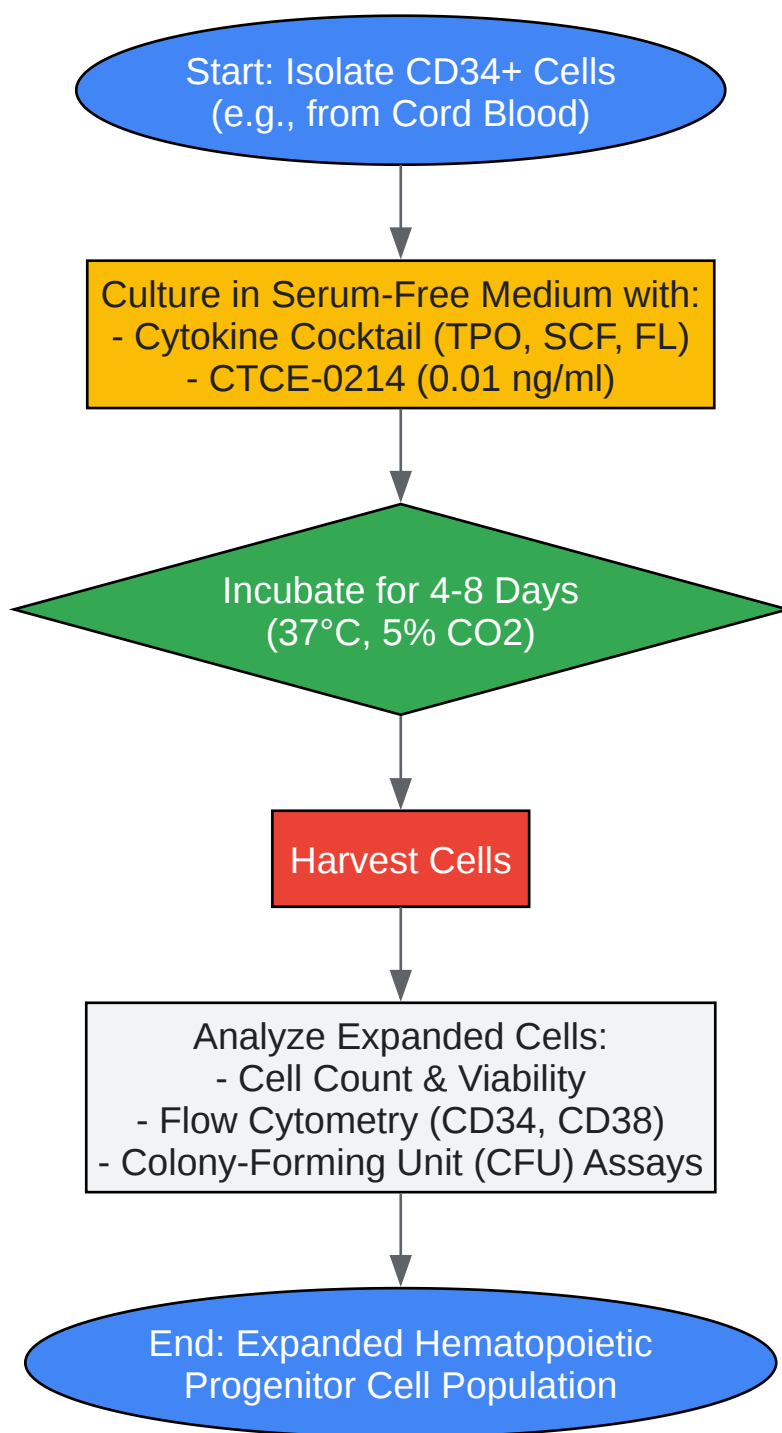 Start: Isolate CD34+ Cells
(e.g., from Cord Blood)
Culture in Serum-Free Medium with:
- Cytokine Cocktail (TPO, SCF, FL)
- CTCE-0214 (0.01 ng/ml)
Incubate for 4-8 Days
(37°C, 5% CO2)
Harvest Cells
Analyze Expanded Cells:
- Cell Count & Viability
- Flow Cytometry (CD34, CD38)
- Colony-Forming Unit (CFU) Assays
End: Expanded Hematopoietic
Progenitor Cell Population